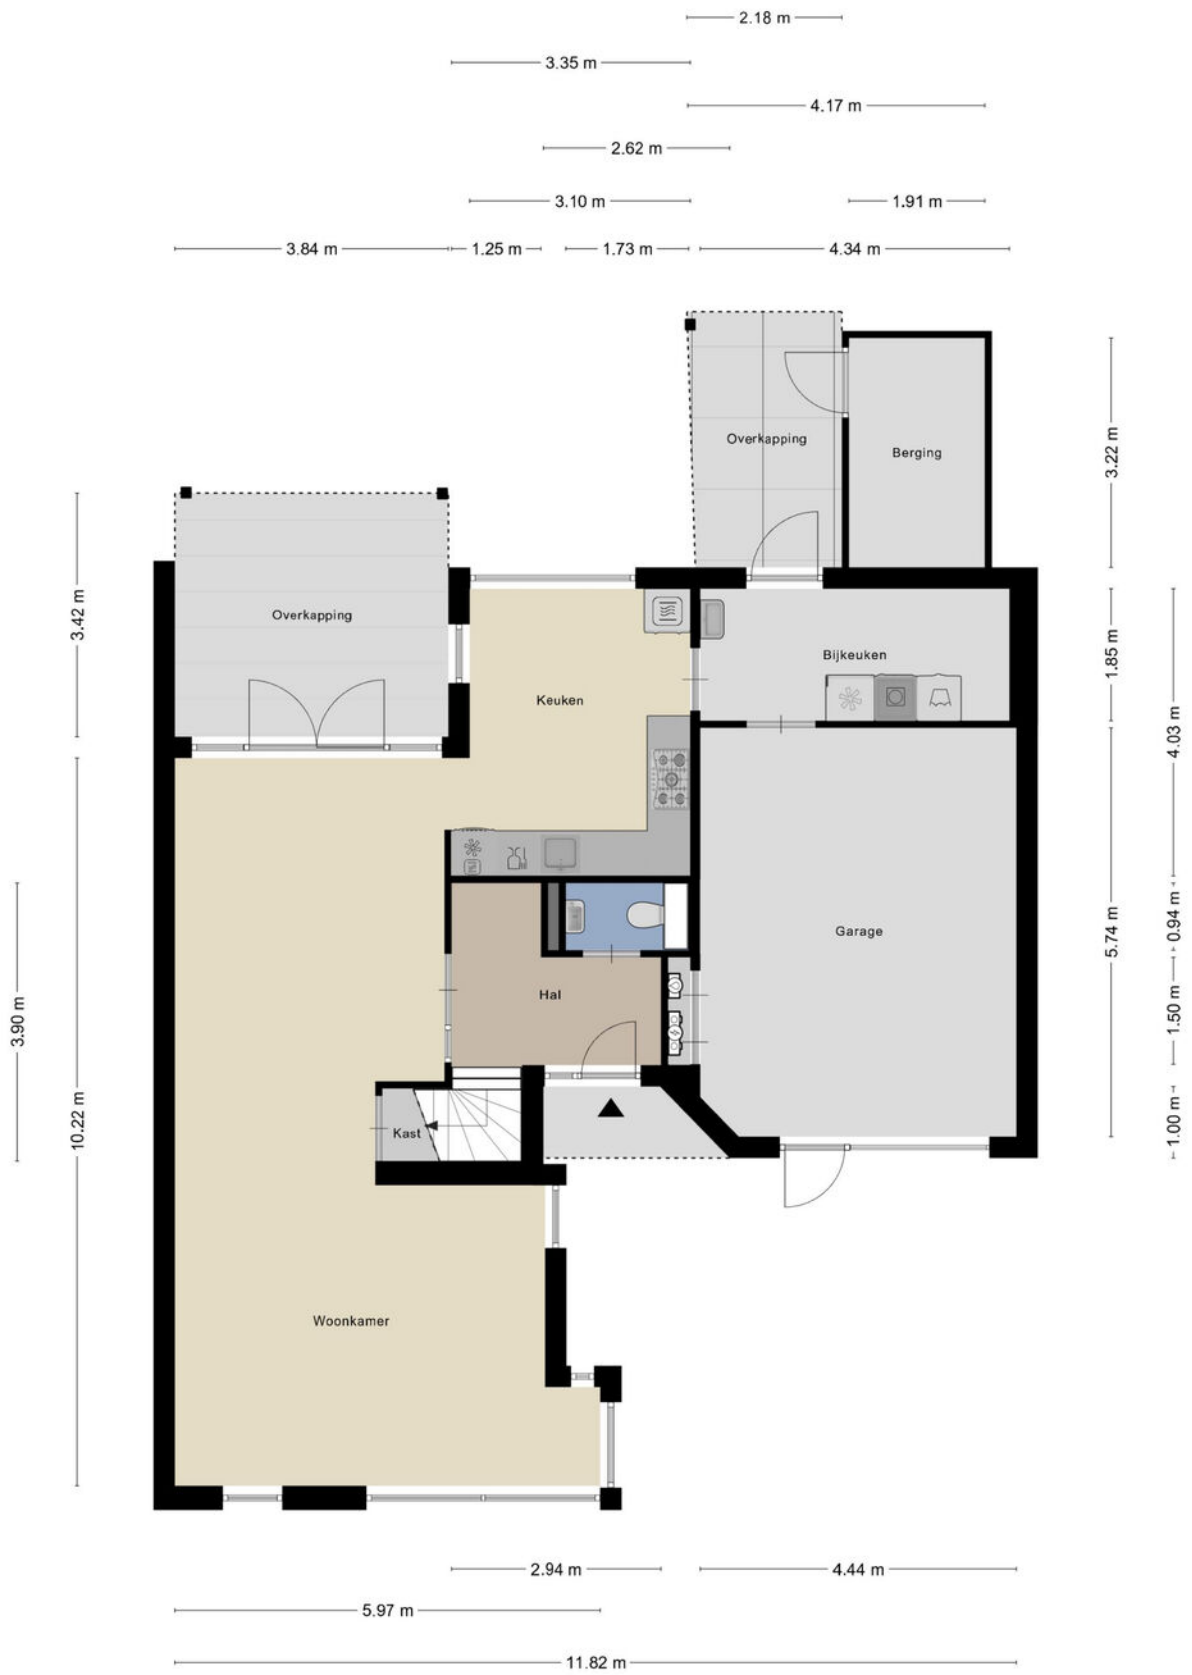 2.18 m
3.35 m
4.17 m
2.62 m
3.10 m
1.91 m
3.84 m
1.25 m
1.73 m
4.34 m
Overkapping
Berging
3.22 m
Overkapping
3.42 m
Keuken
Bijkeuken
1.85 m
4.03 m
Garage
5.74 m
0.94 m
Hal
1.50 m
3.90 m
10.22 m
Kast
1.00 m
Woonkamer
2.94 m
4.44 m
5.97 m
11.82 m